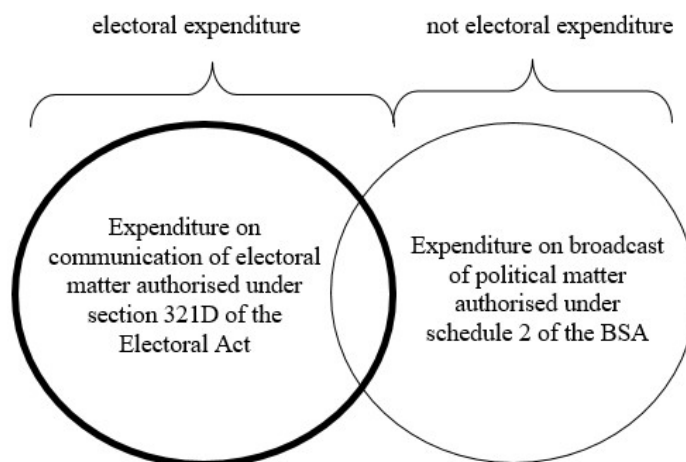 electoral expenditure
not electoral expenditure
Expenditure on
communication of electoral
matter authorised under
section 321D of the
Electoral Act
Expenditure on broadcast
of political matter
authorised under
schedule 2 of the BSA